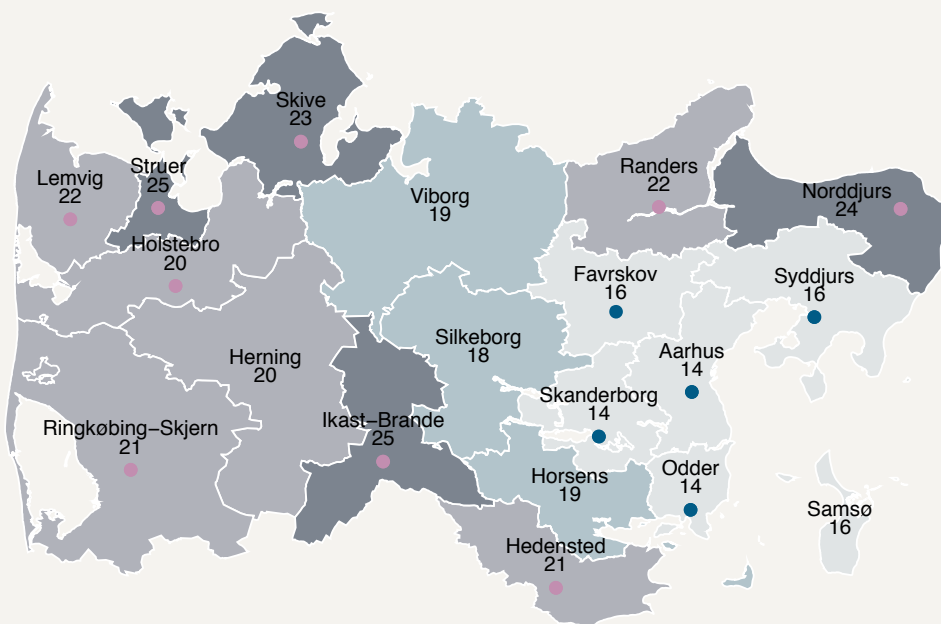 Skive
23
Struer
25
Lemvig
22
Randers
22
Norddjurs
24
Viborg
19
Holstebro
20
Favrskov
16
Syddjurs
16
Silkeborg
18
Herning
20
Aarhus
14
Skanderborg
14
Ringkøbing–Skjern
21
Ikast–Brande
25
Horsens
19
Odder
14
Samsø
16
Hedensted
21